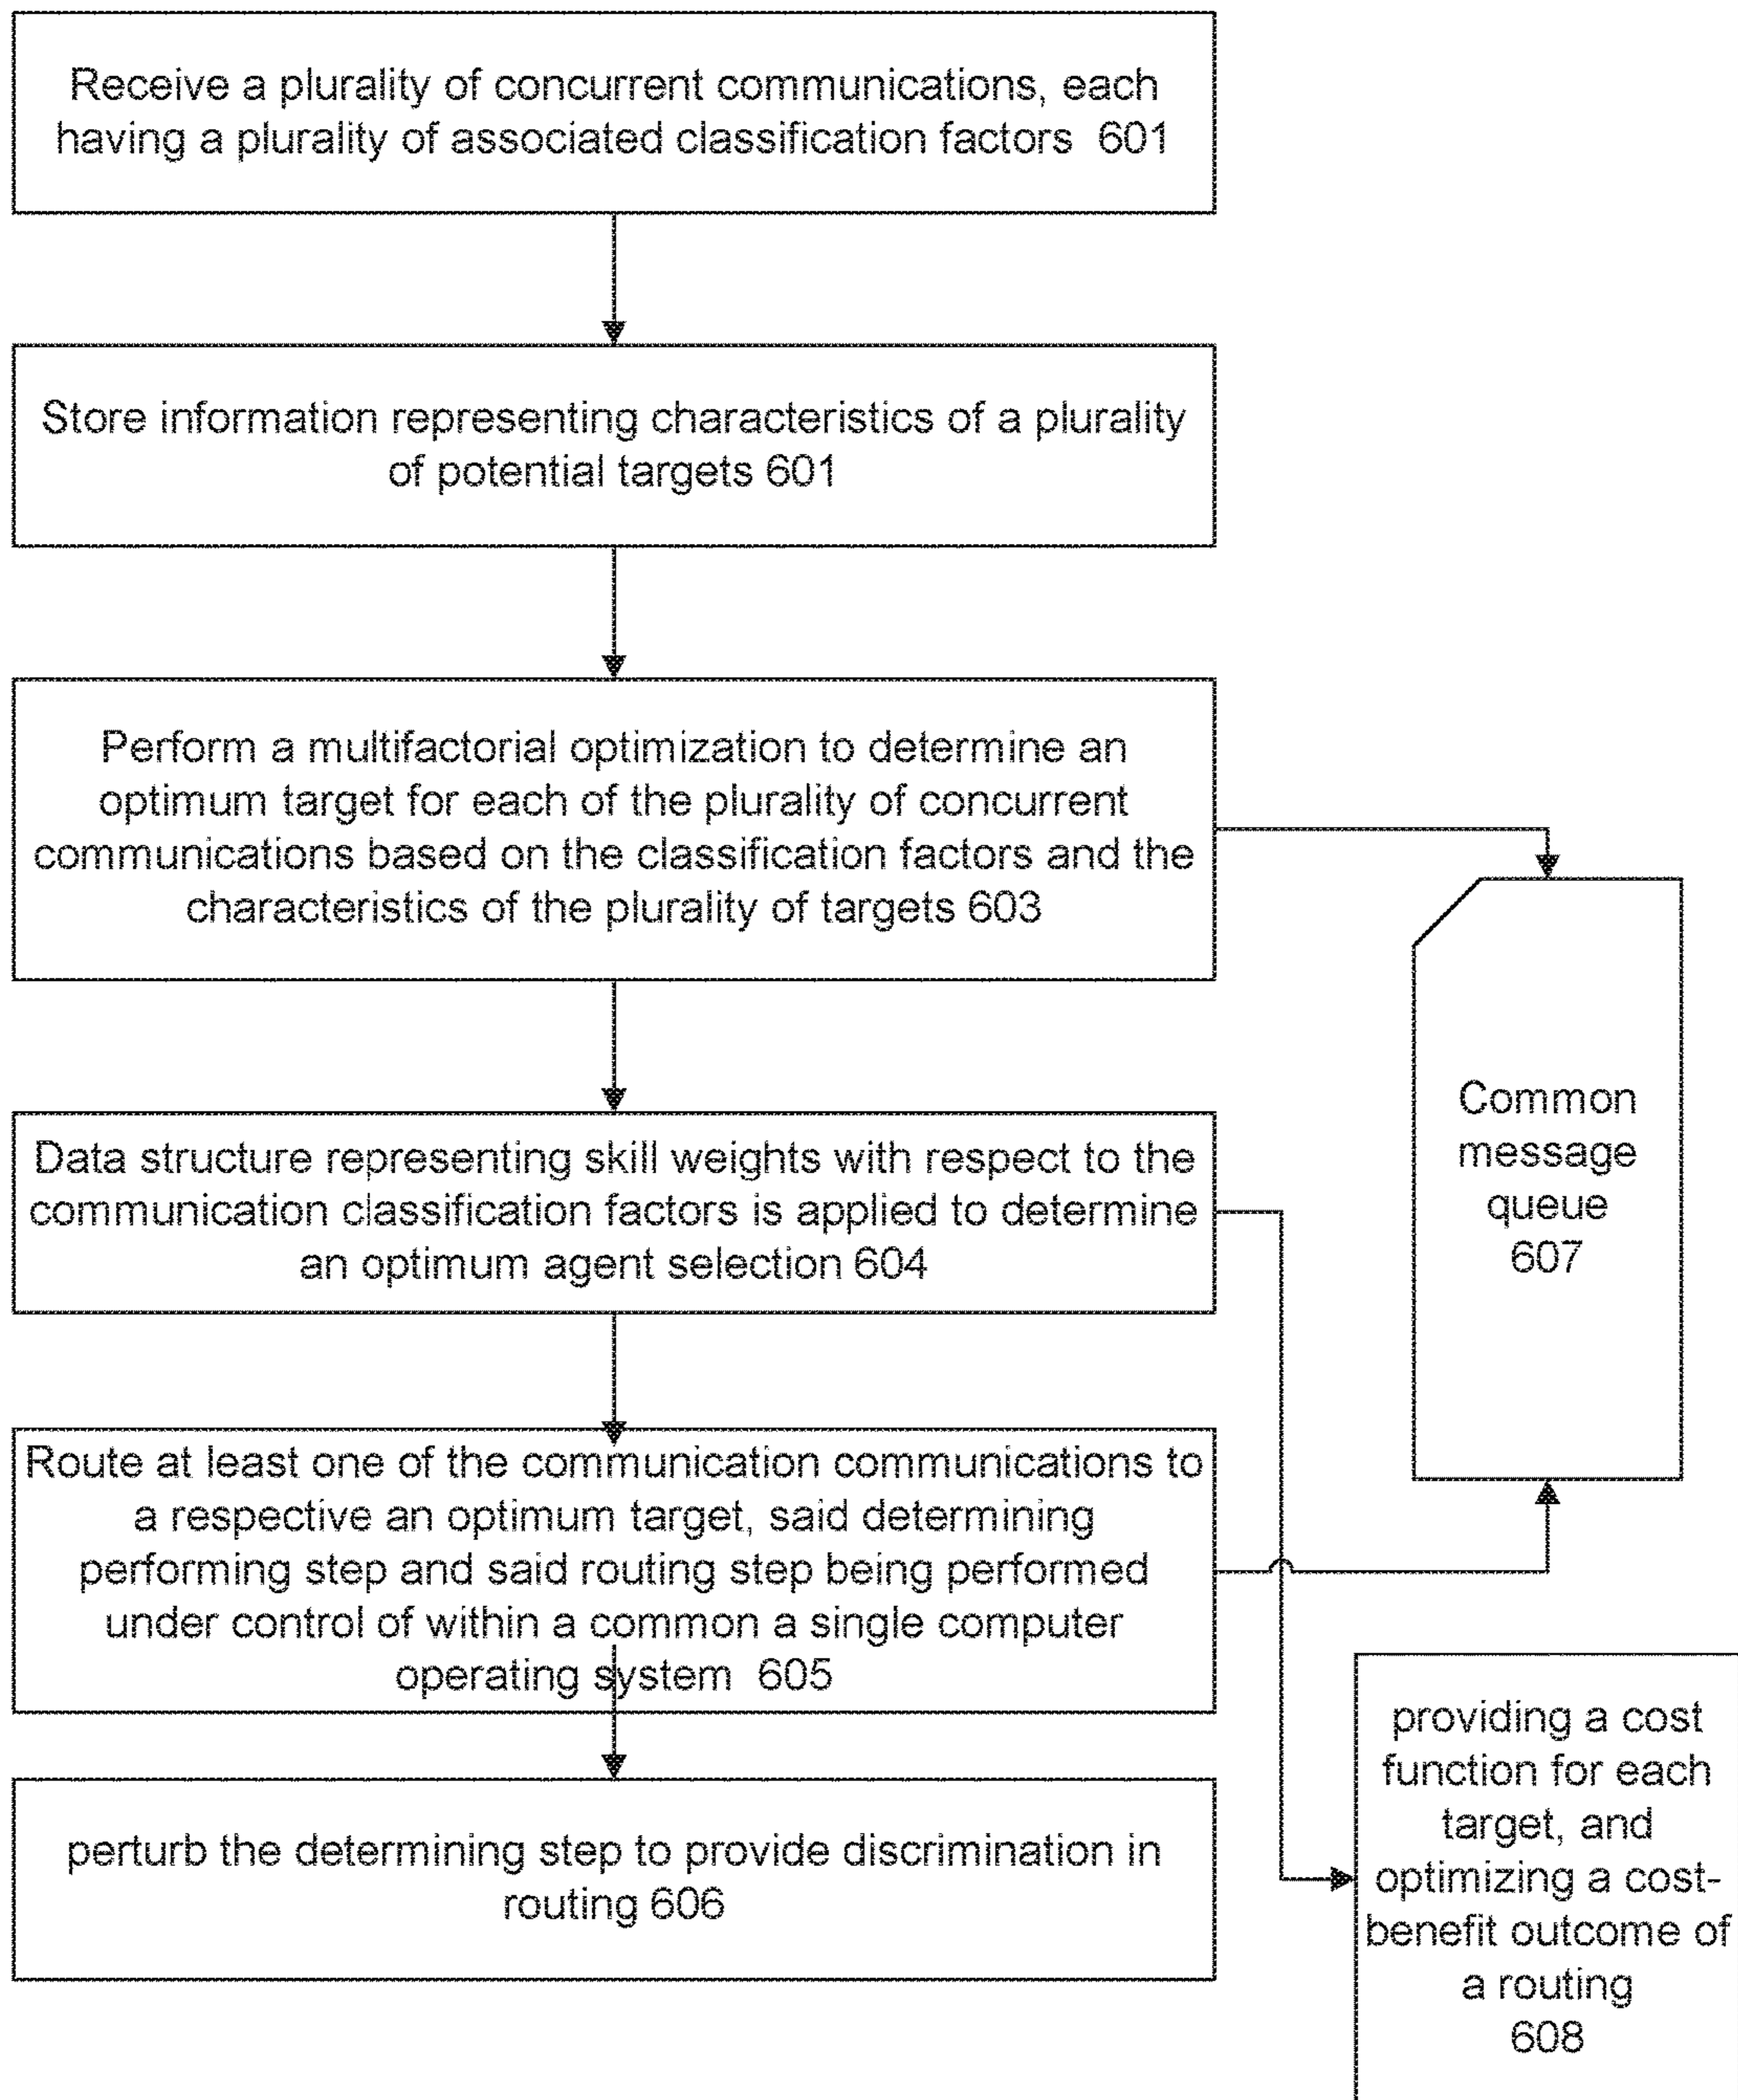 Receive a plurality of concurrent communications, each
having a plurality of associated classification factors 601
Store information representing characteristics of a plurality
of potential targets 601
Perform a multifactorial optimization to determine an
optimum target for each of the plurality of concurrent
communications based on the classification factors and the
characteristics of the plurality of targets 603
Data structure representing skill weights with respect to the
communication classification factors is applied to determine
an optimum agent selection 604
Route at least one of the communication communications to
a respective an optimum target, said determining
performing step and said routing step being performed
under control of within a common a single computer
operating system 605
perturb the determining step to provide discrimination in
routing 606
Common
message
queue
607
providing a cost
function for each
target, and
optimizing a cost-
benefit outcome of
a routing
608